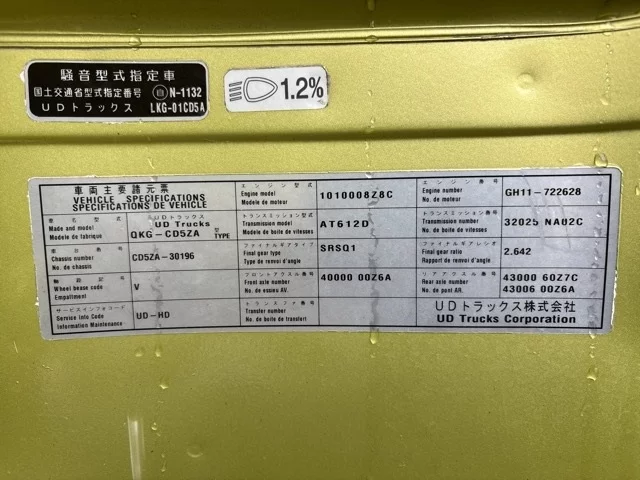 騒音型式指定車
国土交通省型式指定番号 自 N-1132
UDトラックス LKG-01CD5A
1.2%
車両主要諸元票
VEHICLE SPECIFICATIONS
SPECIFICATIONS DE VEHICLE
エンジン型式
Engine model
Modele de moteur
1010008Z8C
エンジン番号
Engine number
No. de moteur
GH11-722628
Made and model
Modele de fabrique
UDトラックス
UD Trucks
QKG-CD5ZA 型 TYPE
トランスミッション型式
Transmission model
Modele de boite de vitesses
AT612D
トランスミッション番号
Transmission number
No. de boite de vitesses
32025 NA02C
車台番号
Chassis number
No. de chassis
CD5ZA-30196
ファイナルギアタイプ
Final gear type
Type de renvoi d'angle
SRSQ1
ファイナルギアレシオ
Final gear ratio
Rapport de renvoi d'angle
2.642
軸距記号
Wheel bease code
Empattement
V
フロントアクスル番号
Front axle number
No. de essieu AV.
40000 00Z6A
リアアクスル番号
Rear axle number
No. de pont AR.
43000 60Z7C
43006 00Z6A
サービスインフォコード
Service into Code
Information Maintenance
UD-HD
トランスファ番号
Transfer number
No. de boite de transfert
UDトラックス株式会社
UD Trucks Corporation